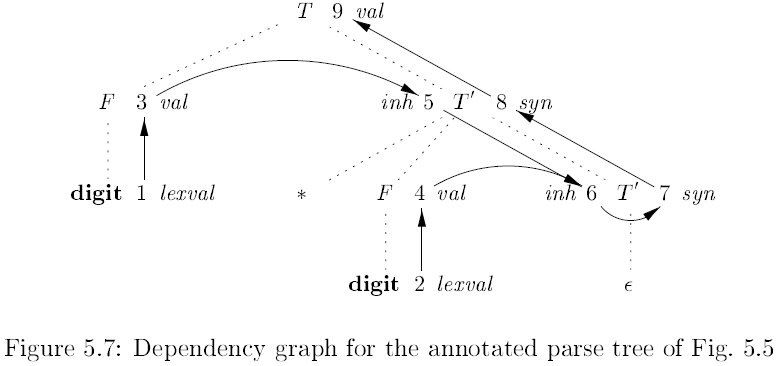 T 9 val
F 3 val inh 5 T′ 8 syn
digit 1 lexval * F 4 val inh 6 T′ 7 syn
digit 2 lexval ϵ
Figure 5.7: Dependency graph for the annotated parse tree of Fig. 5.5